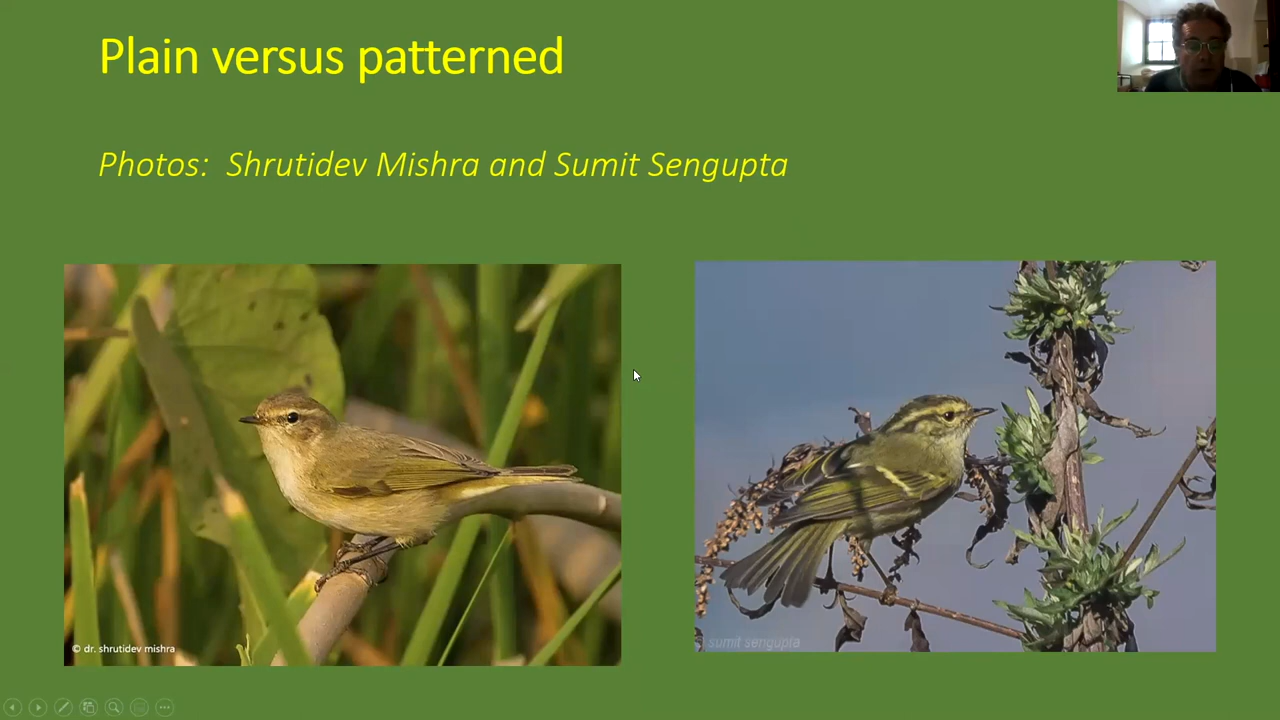 Plain versus patterned
Photos: Shrutidev Mishra and Sumit Sengupta
© dr. shrutidev mishra
© sumit sengupta